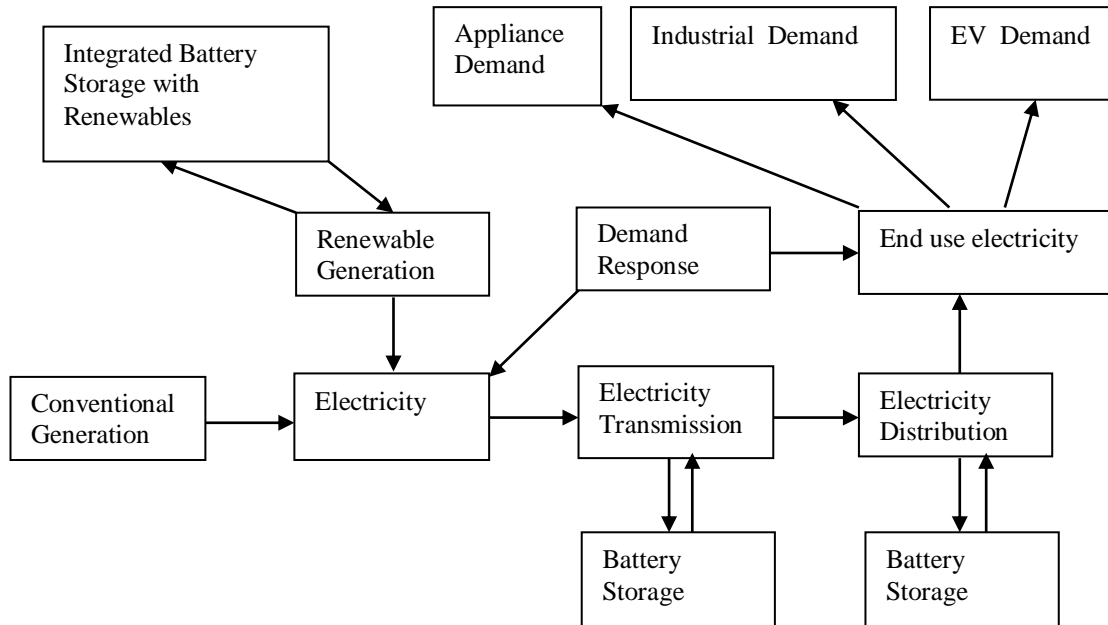 Integrated Battery
Storage with
Renewables
Appliance
Demand
Industrial Demand
EV Demand
Renewable
Generation
Demand
Response
End use electricity
Conventional
Generation
Electricity
Electricity
Transmission
Electricity
Distribution
Battery
Storage
Battery
Storage